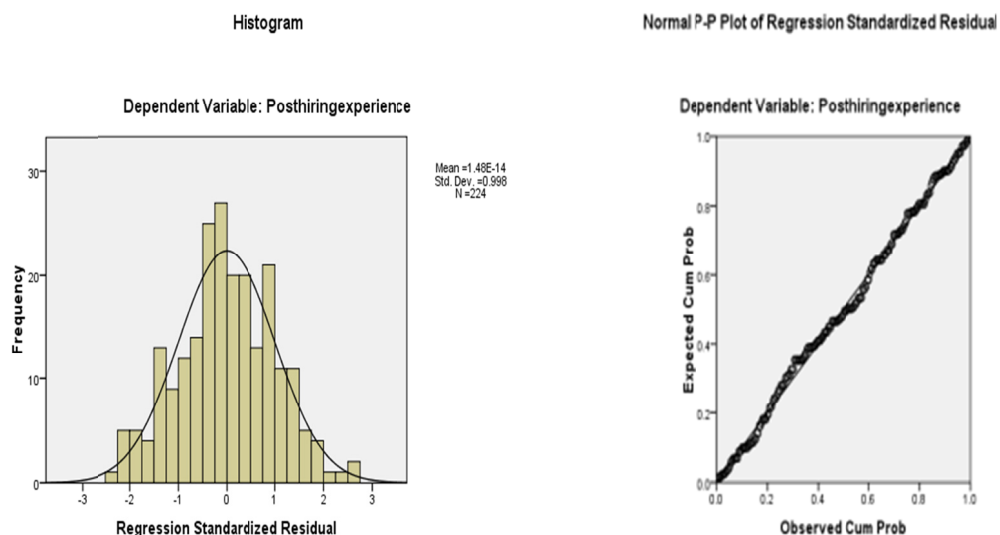 Histogram
Dependent Variable: Posthiringexperience
Mean =1.48E-14
Std. Dev. =0.998
N =224
30
20
10
0
Frequency
-3 -2 -1 0 1 2 3
Regression Standardized Residual
Normal P-P Plot of Regression Standardized Residual
Dependent Variable: Posthiringexperience
1.0
0.8
0.6
0.4
0.2
0.0
Expected Cum Prob
0.0 0.2 0.4 0.6 0.8 1.0
Observed Cum Prob